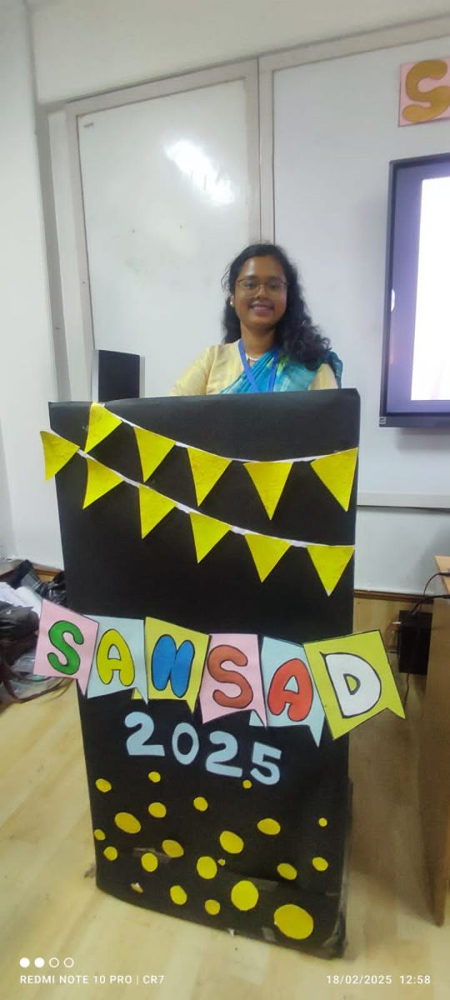 S
SANSAD
2025
REDMI NOTE 10 PRO | CR7
18/02/2025 12:58